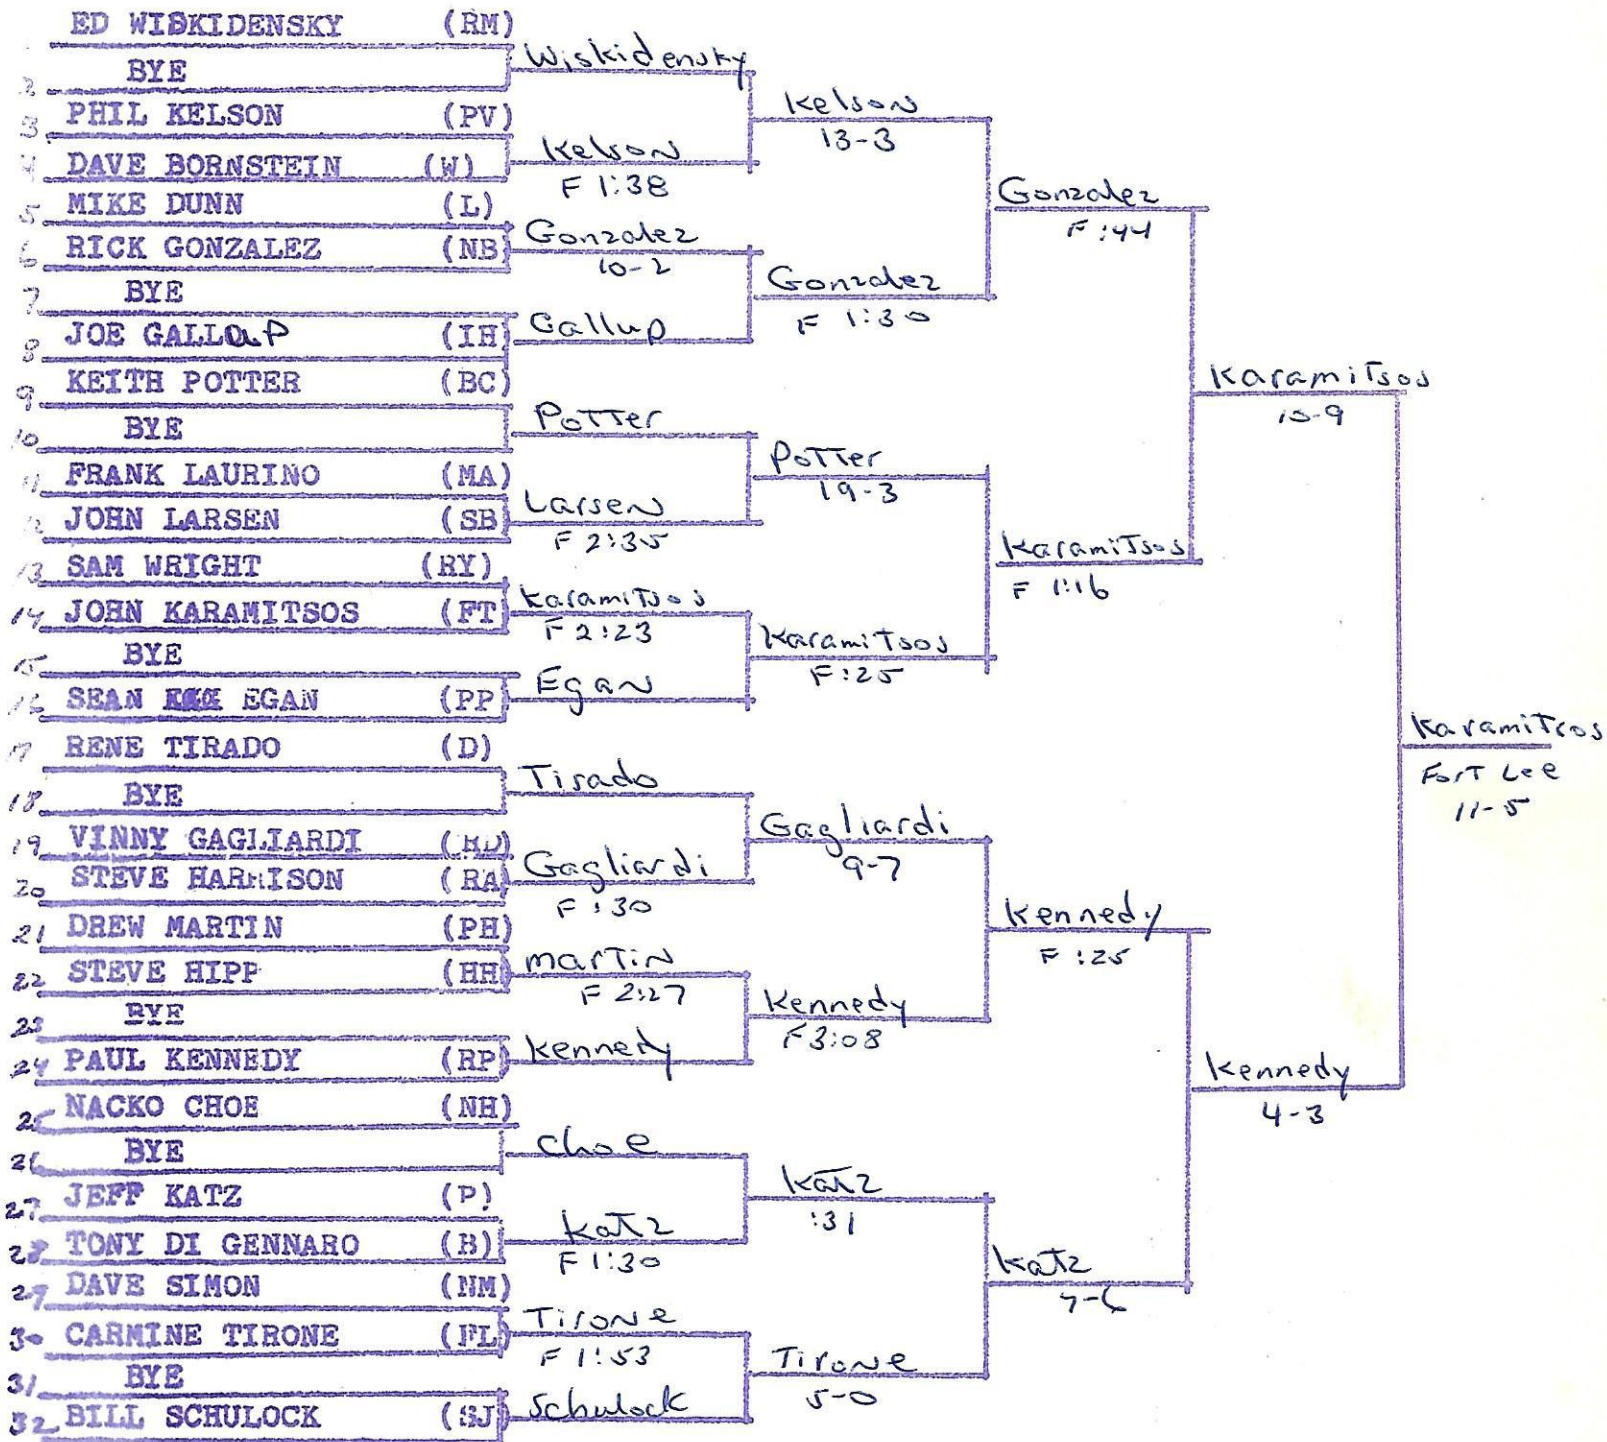 ED WISKIDENSKY (RM)
2 BYE
3 PHIL KELSON (PV)
4 DAVE BORNSTEIN (W)
5 MIKE DUNN (L)
6 RICK GONZALEZ (NB)
7 BYE
8 JOE GALLUP (IH)
9 KEITH POTTER (BC)
10 BYE
11 FRANK LAURINO (MA)
12 JOHN LARSEN (SB)
13 SAM WRIGHT (RY)
14 JOHN KARAMITSOS (FT)
15 BYE
16 SEAN EGAN (PP)
17 RENE TIRADO (D)
18 BYE
19 VINNY GAGLIARDI
20 STEVE HARRISON (RA)
21 DREW MARTIN (PH)
22 STEVE HIPP (HH)
23 BYE
24 PAUL KENNEDY (RP)
25 NACKO CHOE (NH)
26 BYE
27 JEFF KATZ (P)
28 TONY DI GENNARO (B)
29 DAVE SIMON (NM)
30 CARMINE TIRONE (FL)
31 BYE
32 BILL SCHULOCK (SJ)
Wiskidensky
Kelson
F 1:38
Gonzalez
10-2
Gallup
Potter
Larsen
F 2:35
Karamitsos
F 2:23
Egan
Tirado
Gagliardi
F :30
Martin
F 2:27
Kennedy
Choe
Katz
F 1:30
Tirone
F 1:53
Schulock
Kelson
13-3
Gonzalez
F 1:30
Potter
19-3
Karamitsos
F :25
Gagliardi
9-7
Kennedy
F 3:08
Katz
:31
Tirone
5-0
Gonzalez
F :44
Karamitsos
F 1:16
Kennedy
F :25
Katz
7-6
Karamitsos
10-9
Kennedy
4-3
Karamitsos
Fort Lee
11-5